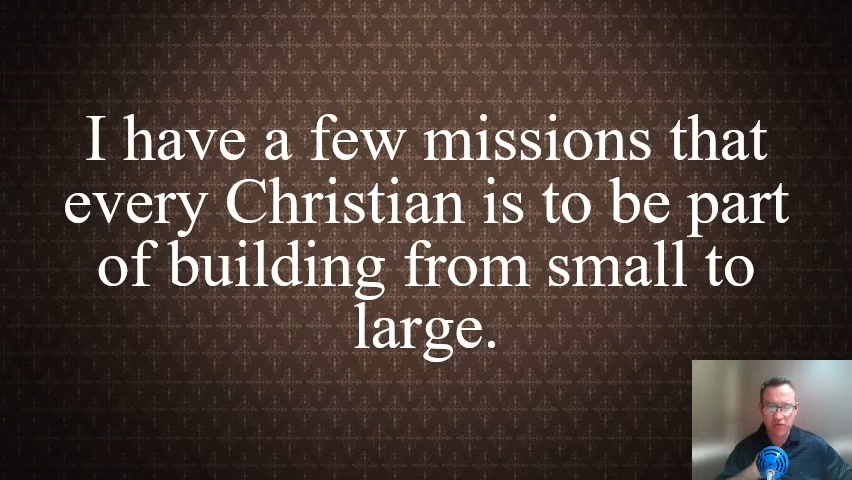 I have a few missions that
every Christian is to be part
of building from small to
large.